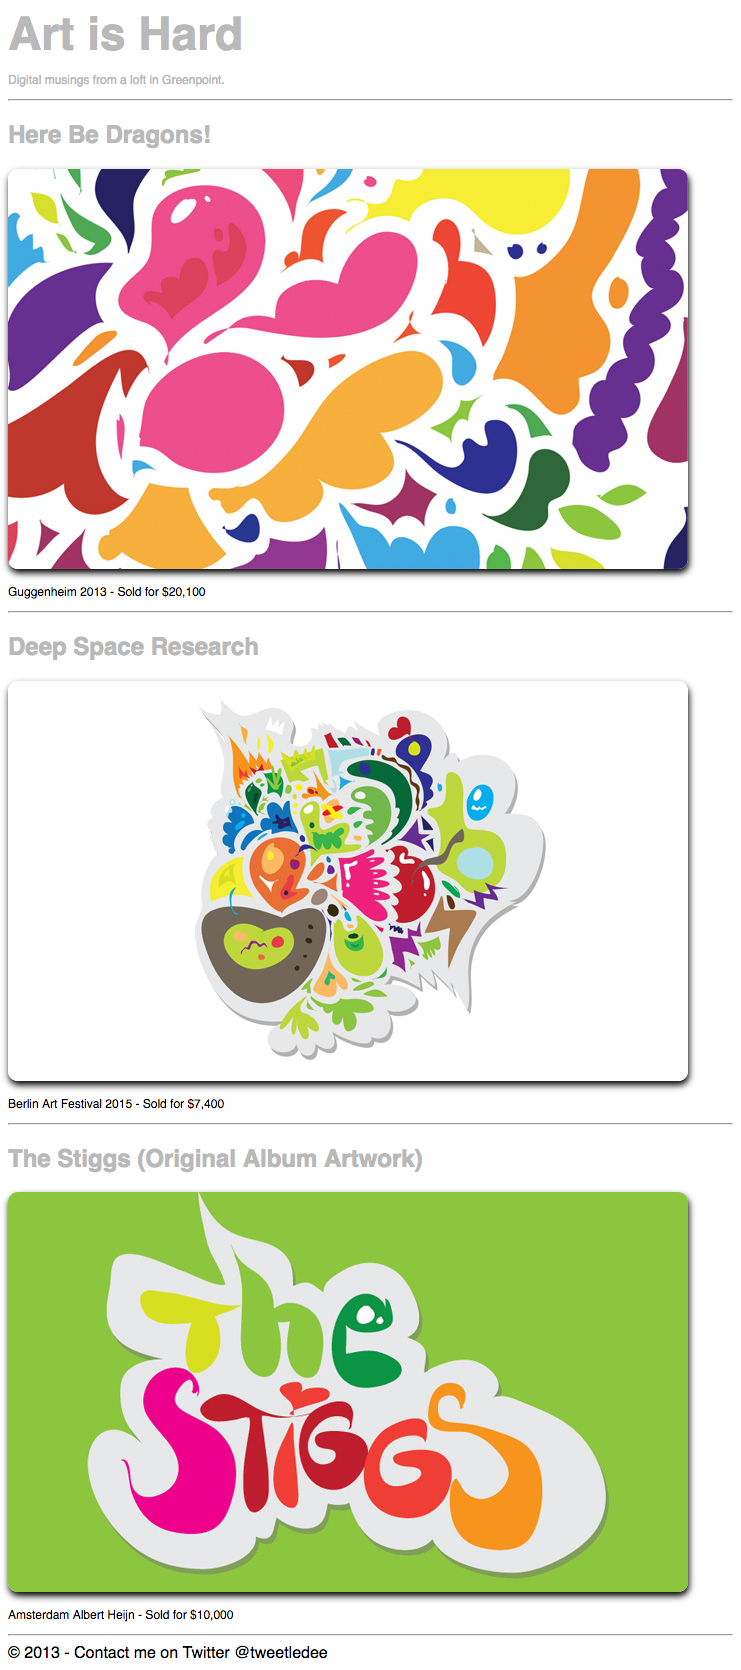 Art is Hard
Digital musings from a loft in Greenpoint.
Here Be Dragons!
Guggenheim 2013 - Sold for $20,100
Deep Space Research
Berlin Art Festival 2015 - Sold for $7,400
The Stiggs (Original Album Artwork)
The
STiGGS
Amsterdam Albert Heijn - Sold for $10,000
© 2013 - Contact me on Twitter @tweetledee